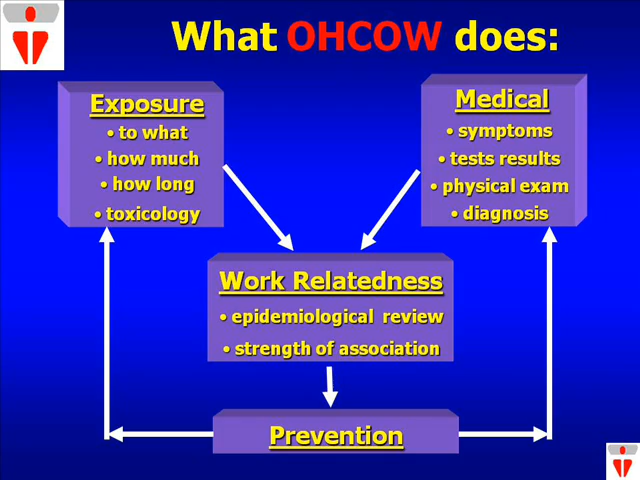 What OHCOW does:
Exposure
• to what
• how much
• how long
• toxicology
Medical
• symptoms
• tests results
• physical exam
• diagnosis
Work Relatedness
• epidemiological review
• strength of association
Prevention